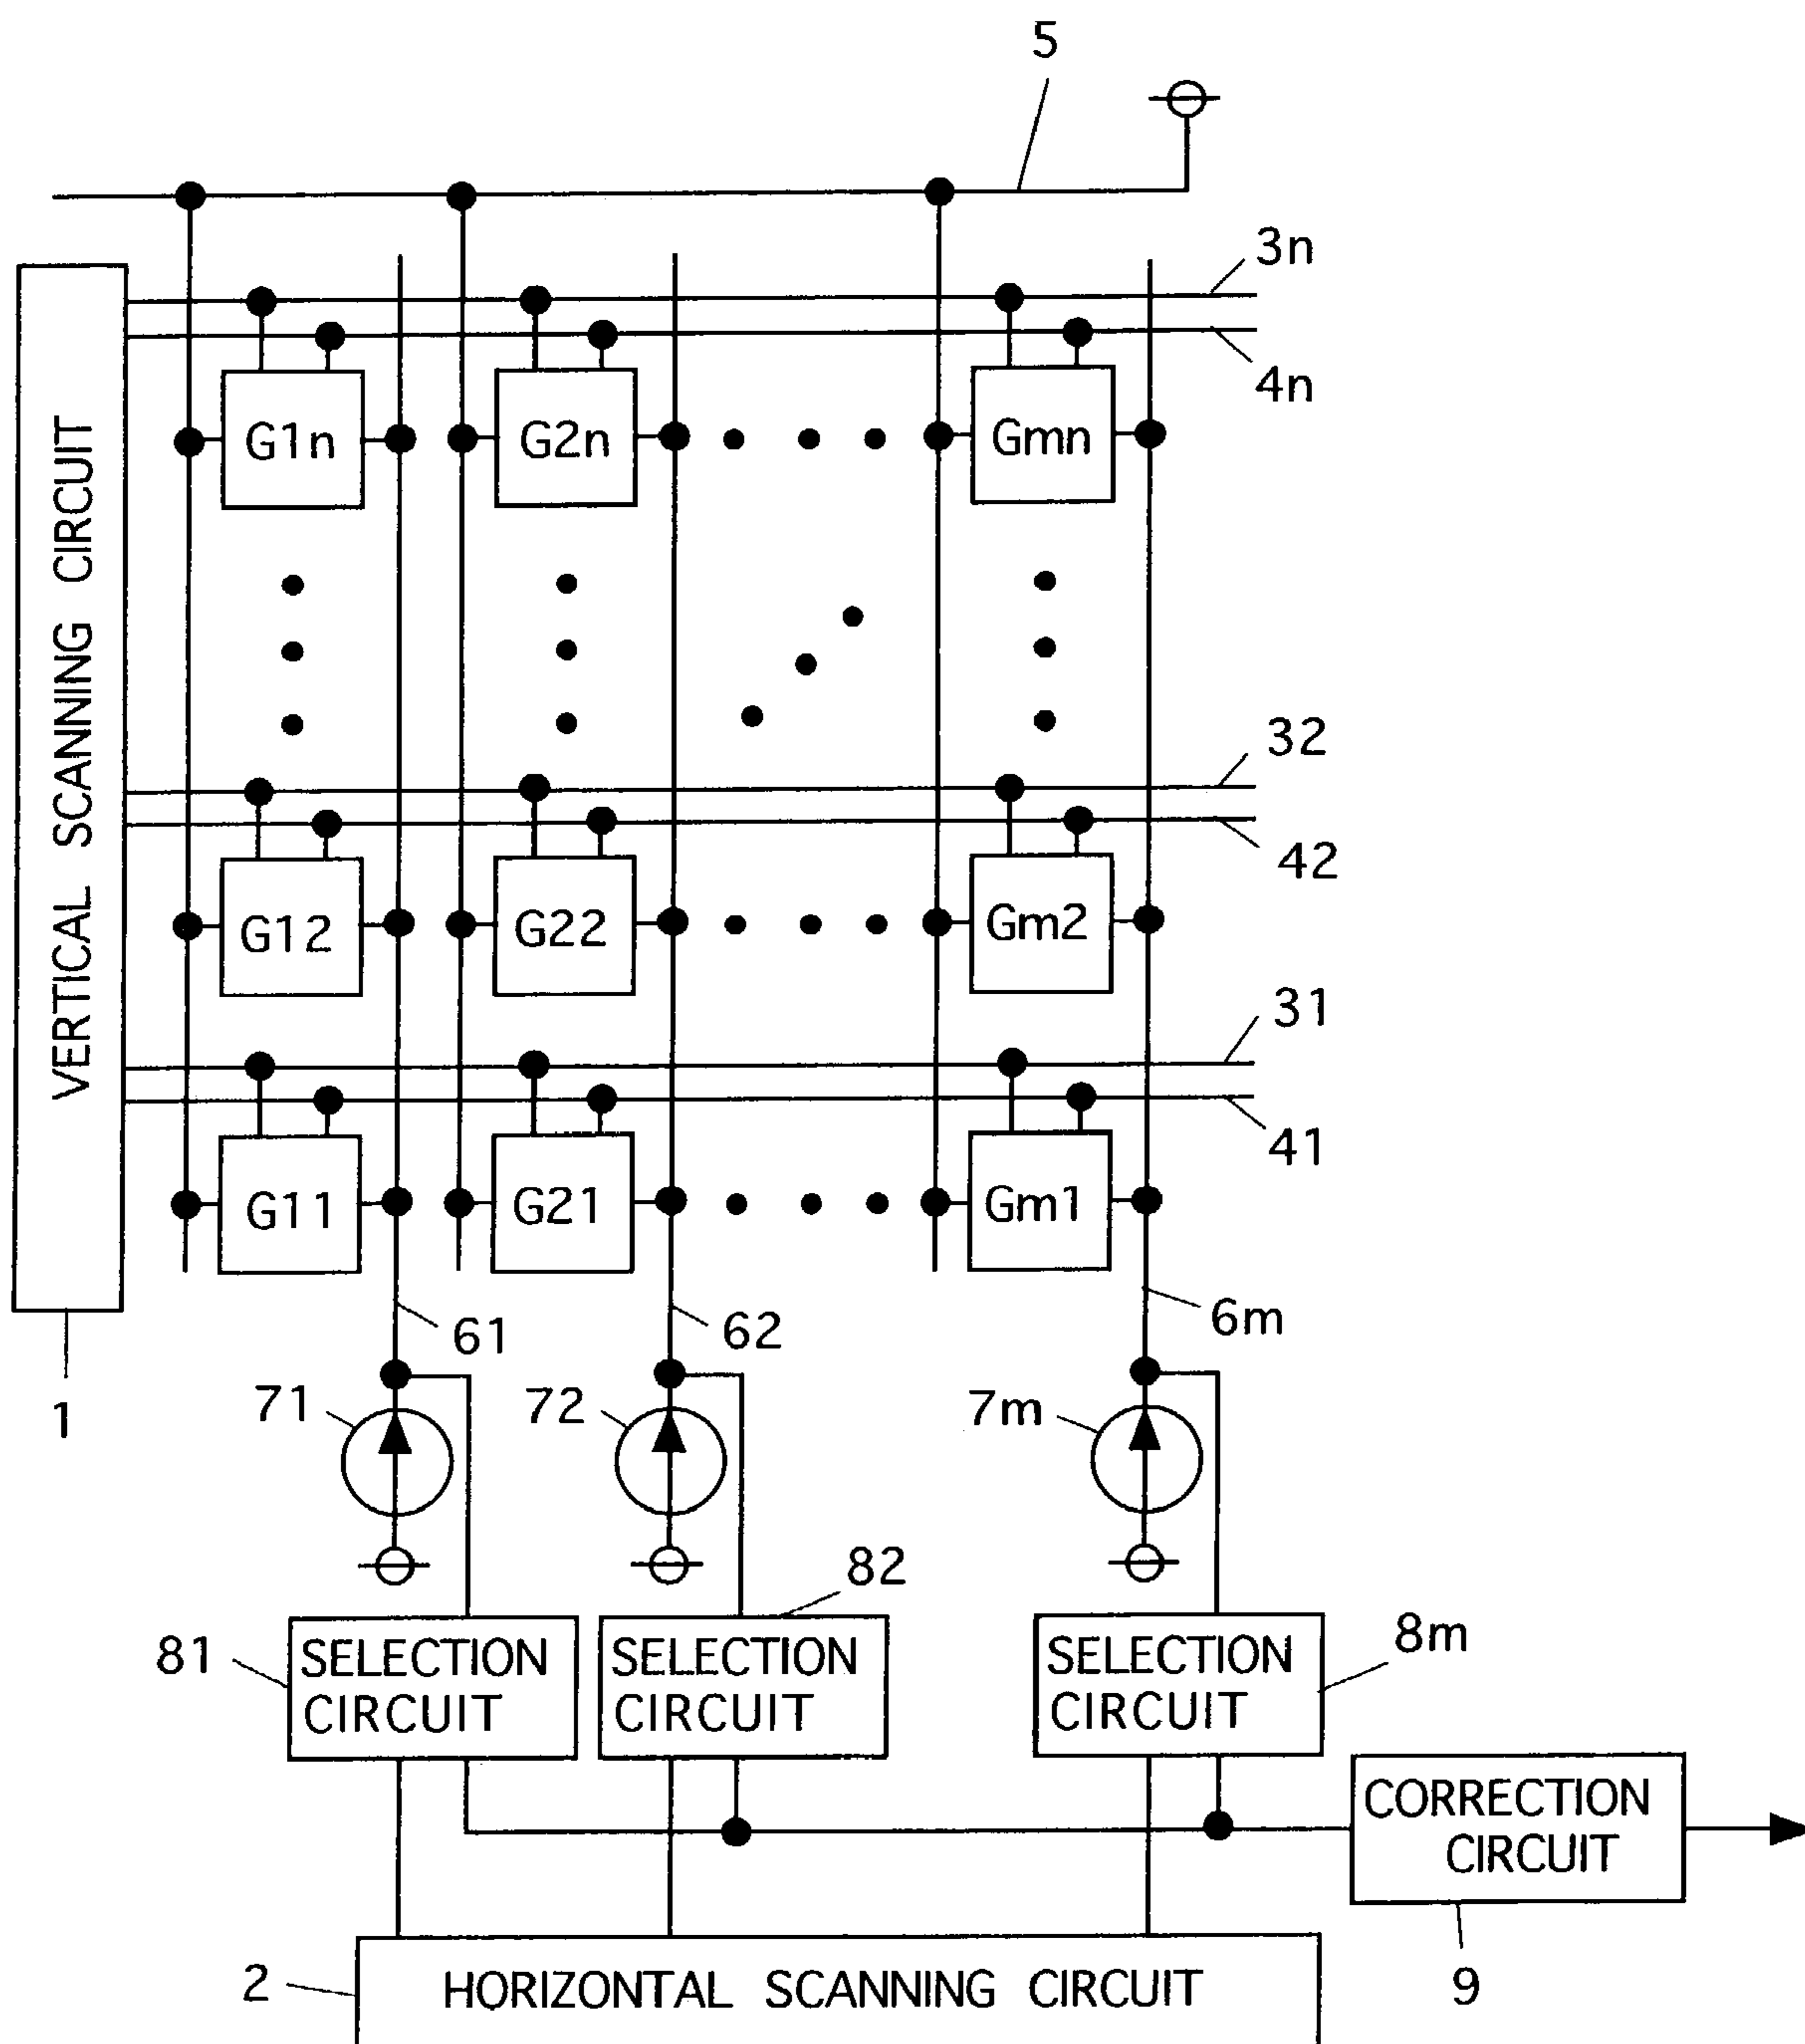 5
3n
4n
G1n
G2n
Gmn
VERTICAL SCANNING CIRCUIT
32
42
G12
G22
Gm2
31
41
G11
G21
Gm1
61
62
6m
1
71
72
7m
82
81
SELECTION
CIRCUIT
SELECTION
CIRCUIT
SELECTION
CIRCUIT
8m
CORRECTION
CIRCUIT
2
HORIZONTAL SCANNING CIRCUIT
9